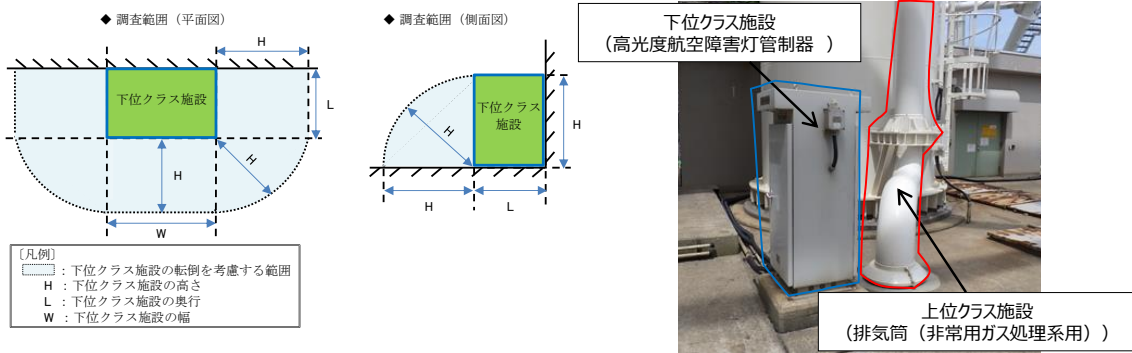 ◆ 調査範囲（平面図）
H
下位クラス施設
L
H
H
W
◆ 調査範囲（側面図）
下位クラス
施設
H
H
H
L
〔凡例〕
：下位クラス施設の転倒を考慮する範囲
H ：下位クラス施設の高さ
L ：下位クラス施設の奥行
W ：下位クラス施設の幅
下位クラス施設
（高光度航空障害灯管制器 ）
上位クラス施設
（排気筒（非常用ガス処理系用））